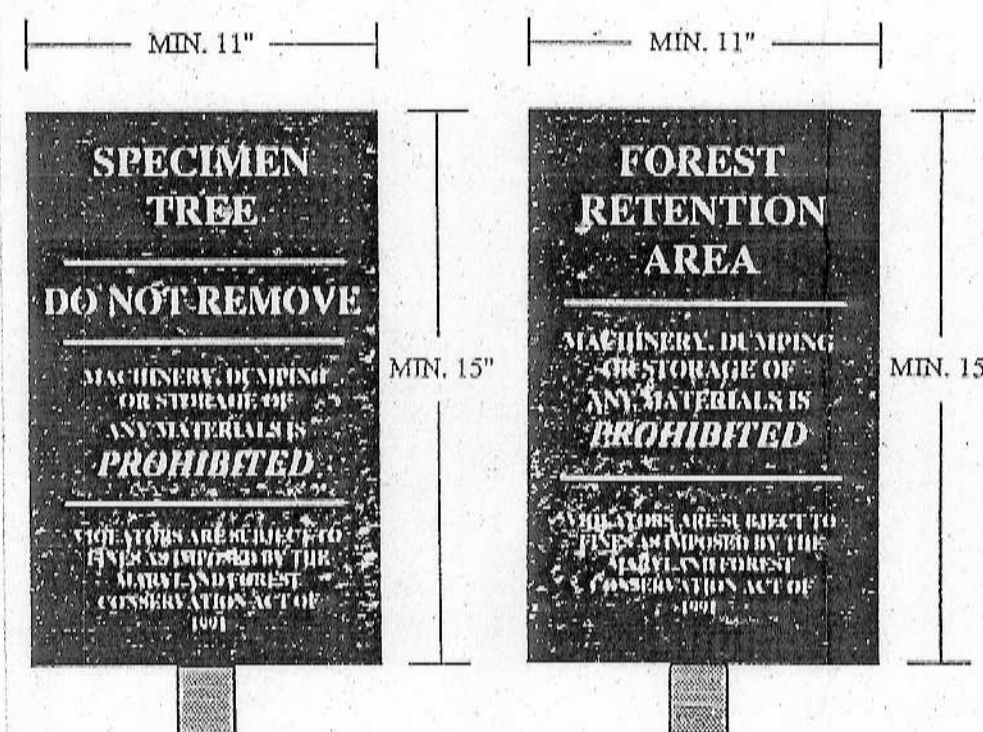 MIN. 11"
SPECIMEN
TREE
DO NOT REMOVE
MACHINERY, DUMPING
OR STORAGE OF
ANY MATERIALS IS
PROHIBITED
VIOLATORS ARE SUBJECT TO
FINES AS IMPOSED BY THE
MARYLAND FOREST
CONSERVATION ACT OF
1991
MIN. 15"
MIN. 11"
FOREST
RETENTION
AREA
MACHINERY, DUMPING
OR STORAGE OF
ANY MATERIALS IS
PROHIBITED
VIOLATORS ARE SUBJECT TO
FINES AS IMPOSED BY THE
MARYLAND FOREST
CONSERVATION ACT OF
1991
MIN. 15